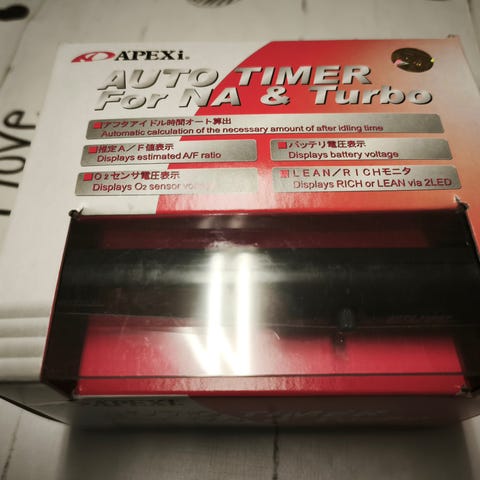 APEXi®
AUTO TIMER
For NA & Turbo
■アフタアイドル時間オート算出
Automatic calculation of the necessary amount of after idling time
■推定A/F値表示
Displays estimated A/F ratio
■バッテリ電圧表示
Displays battery voltage
■O2センサ電圧表示
Displays O2 sensor
■LEAN/RICHモニタ
Displays RICH or LEAN via 2LED
APEXi
love